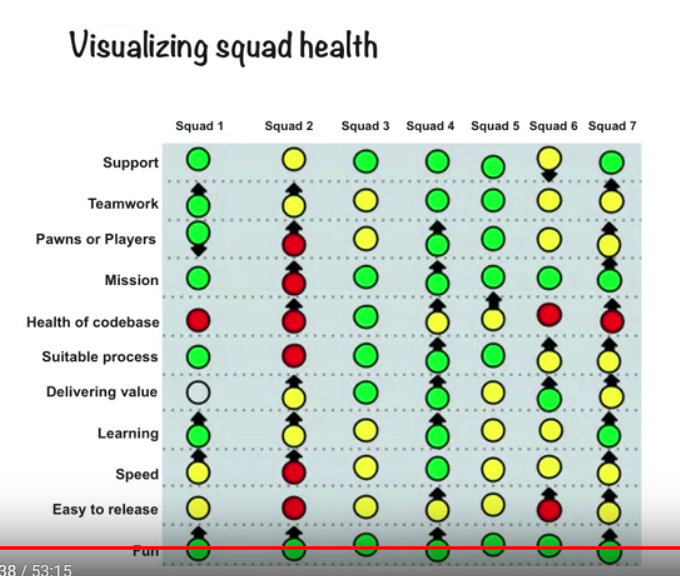 Visualizing squad health
Squad 1 Squad 2 Squad 3 Squad 4 Squad 5 Squad 6 Squad 7
Support
Teamwork
Pawns or Players
Mission
Health of codebase
Suitable process
Delivering value
Learning
Speed
Easy to release
Fun
38 / 53:15